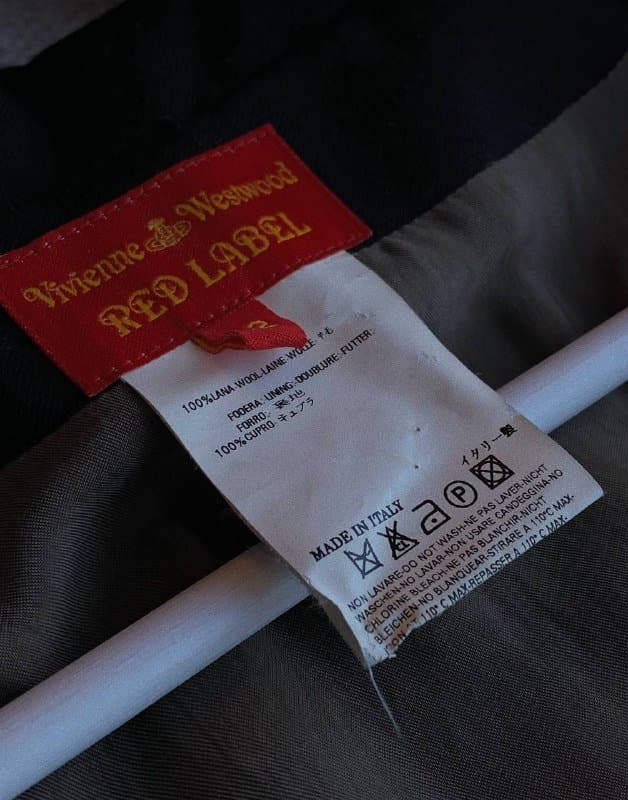 Vivienne Westwood
RED LABEL
100%LANA WOOL-LAINE WOLLE
FODERA: LINING:-DOUBLURE: FUTTER:
FORRO: 裏地
100%CUPRO キュプラ
イタリー製
MADE IN ITALY
P
NON LAVARE-DO NOT WASH-NE PAS LAVER-NICHT
WASCHEN-NO LAVAR-NON USARE CANDEGGINA-NO
CHLORINE BLEACH-NE PAS BLANCHIR-NICHT
BLEICHEN-NO BLANQUEAR-STIRARE A 110°C MAX-
110° C MAX-REPASSER A 110° C MAX-